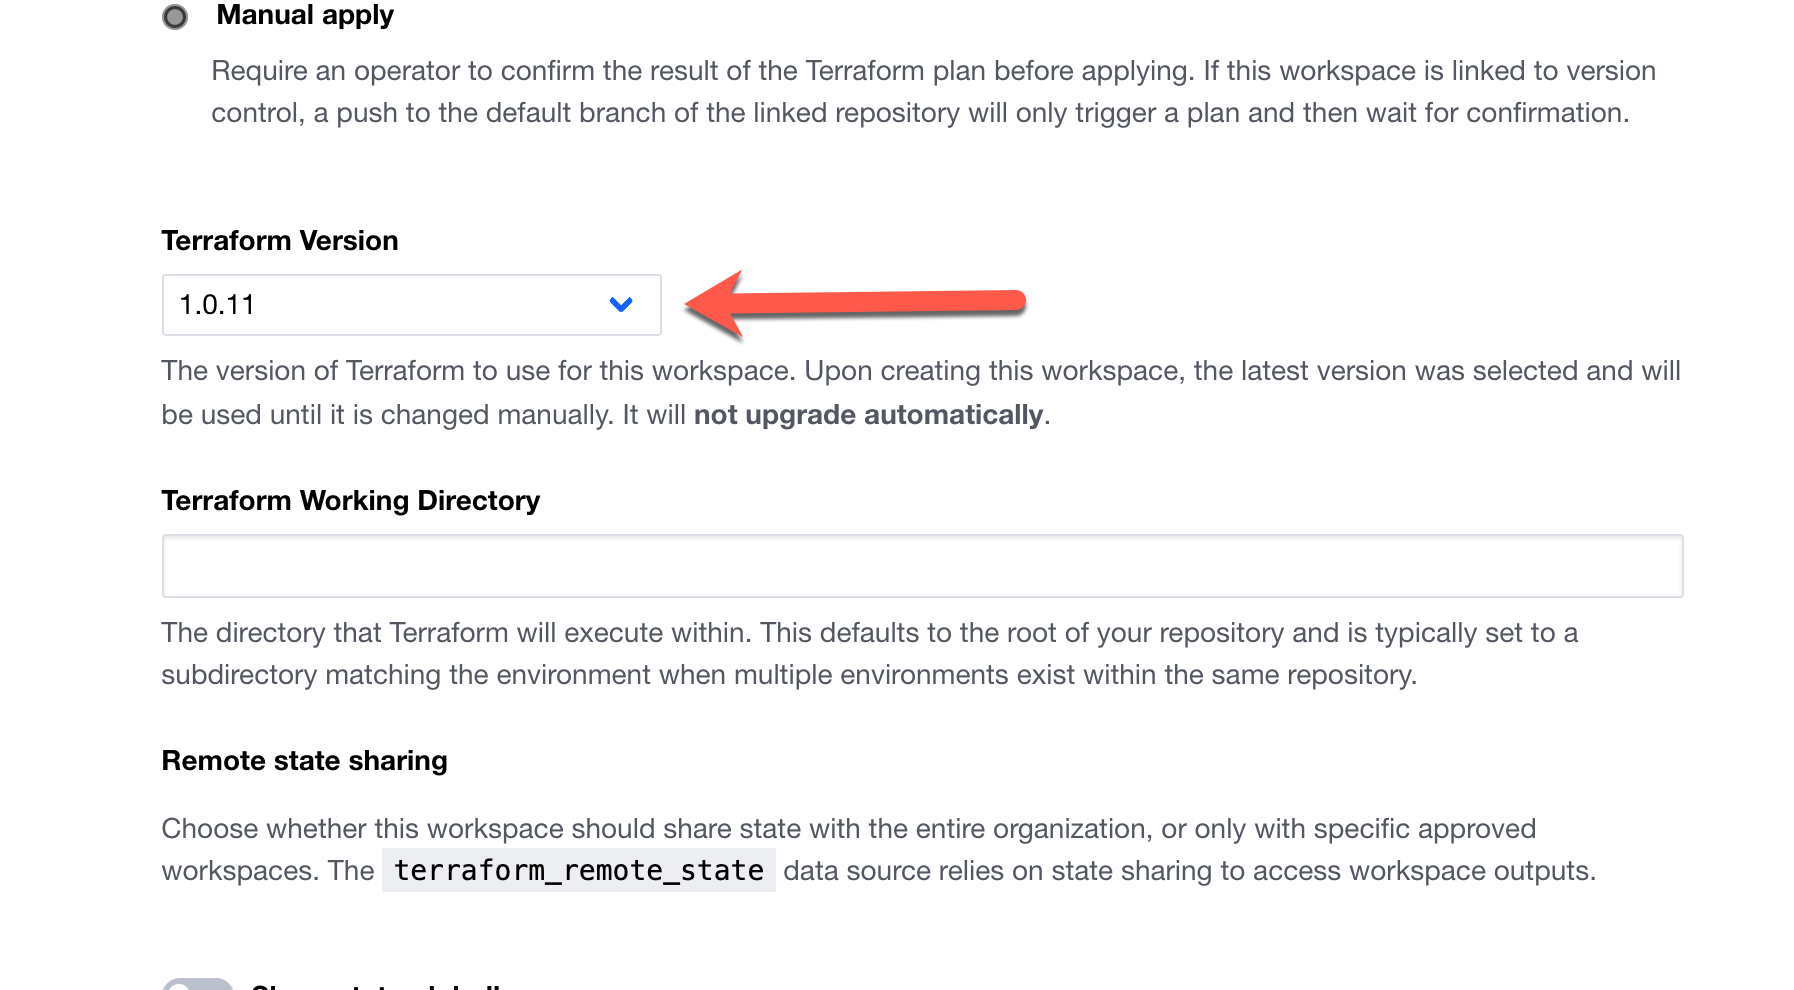 Manual apply
Require an operator to confirm the result of the Terraform plan before applying. If this workspace is linked to version
control, a push to the default branch of the linked repository will only trigger a plan and then wait for confirmation.
Terraform Version
1.0.11
The version of Terraform to use for this workspace. Upon creating this workspace, the latest version was selected and will
be used until it is changed manually. It will not upgrade automatically.
Terraform Working Directory
The directory that Terraform will execute within. This defaults to the root of your repository and is typically set to a
subdirectory matching the environment when multiple environments exist within the same repository.
Remote state sharing
Choose whether this workspace should share state with the entire organization, or only with specific approved
workspaces. The terraform_remote_state data source relies on state sharing to access workspace outputs.